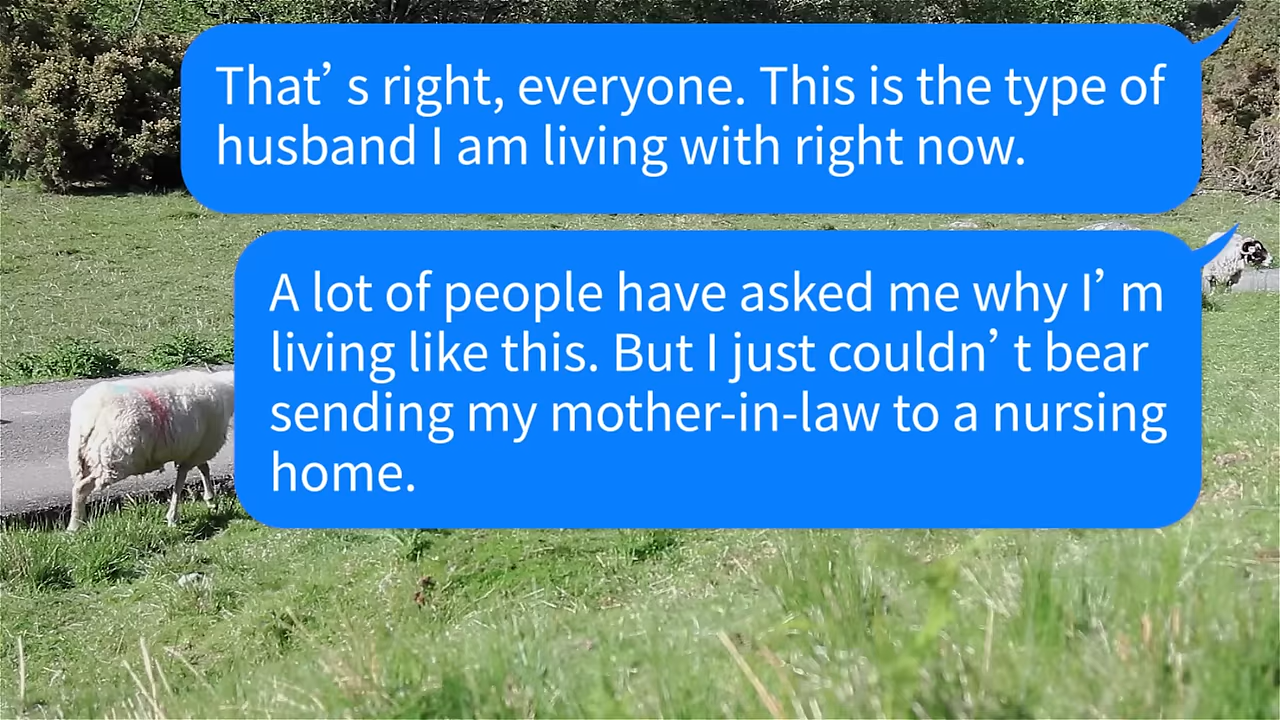 That’s right, everyone. This is the type of
husband I am living with right now.
A lot of people have asked me why I’m
living like this. But I just couldn’t bear
sending my mother-in-law to a nursing
home.